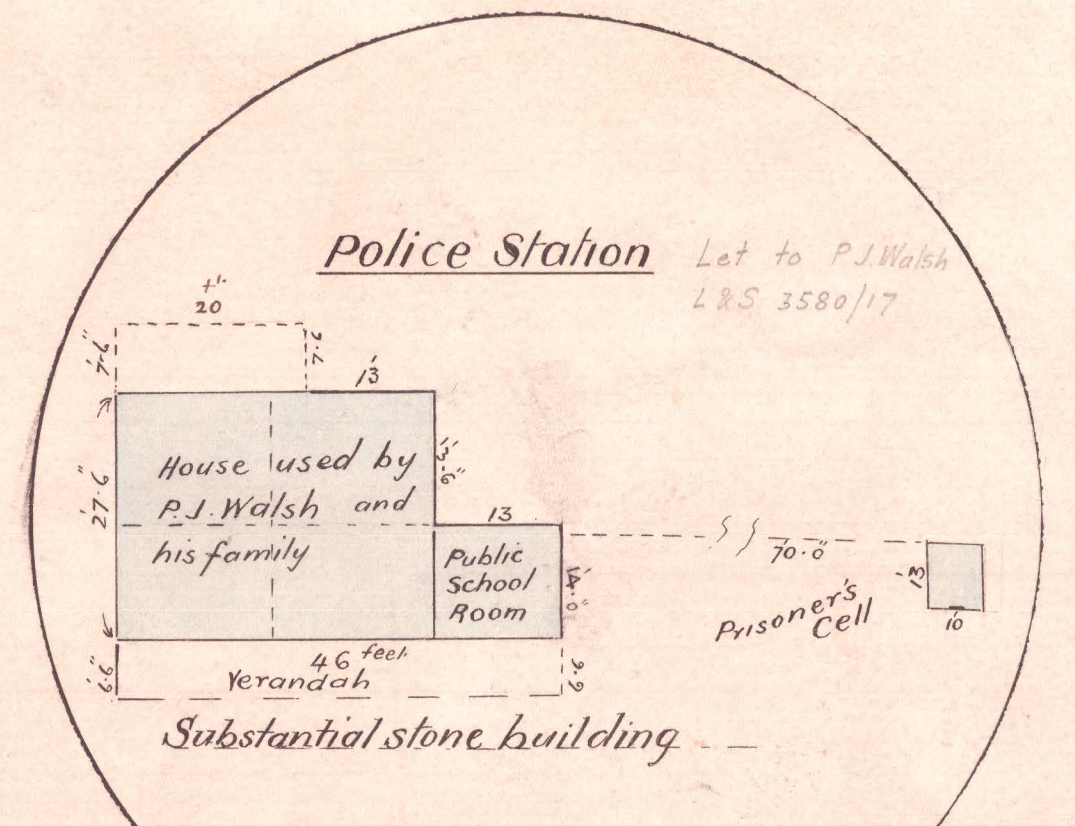 Police Station
Let to P.J. Walsh
L&S 3580/17
20
7'·6"
7·6
13'
House used by
P.J. Walsh and
his family
27'·6"
13'·6"
13
Public
School
Room
14'·0"
70·0"
13'
10
Prisoner's
Cell
46 feet
Verandah
6'·6"
6·6
Substantial stone building